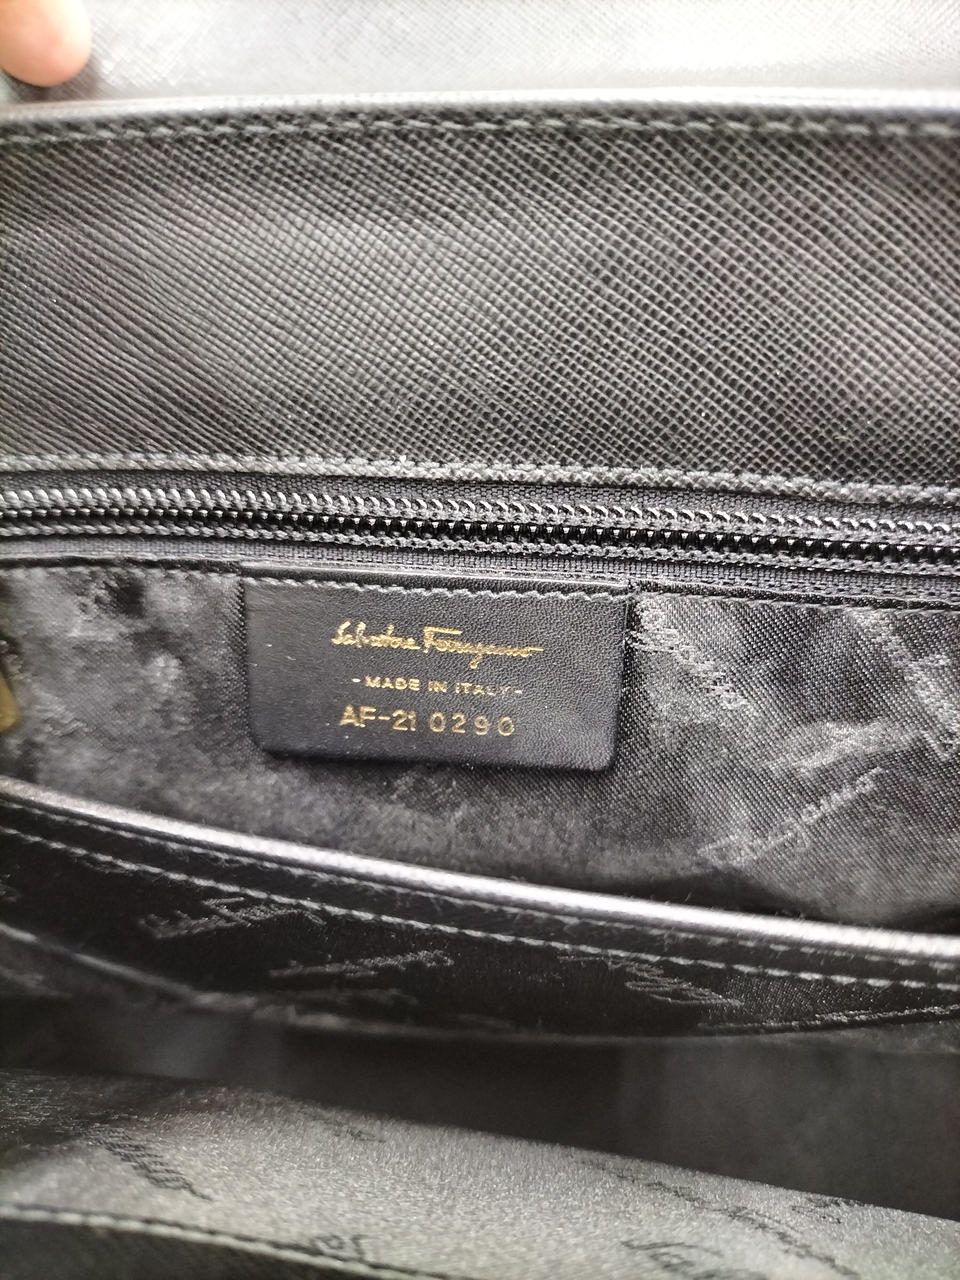 Salvatore Ferragamo
- MADE IN ITALY -
AF-21 0290